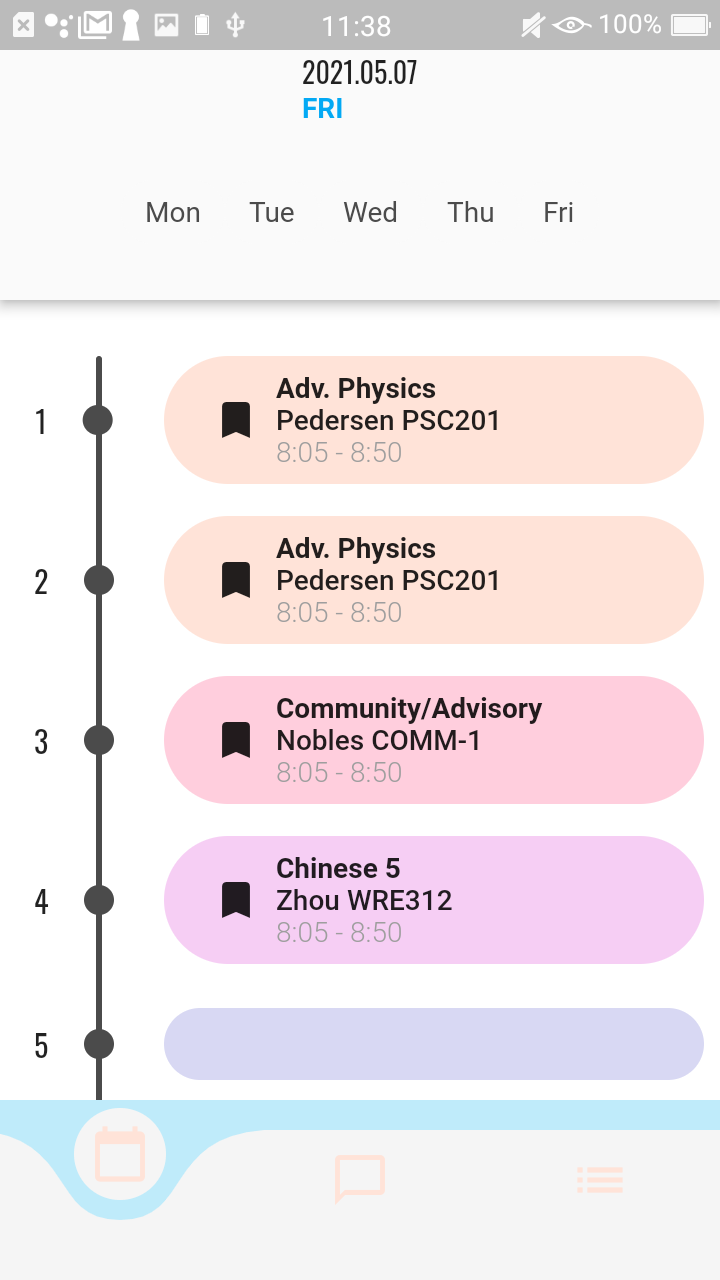 11:38 100%
2021.05.07
FRI
Mon Tue Wed Thu Fri
1
Adv. Physics
Pedersen PSC201
8:05 - 8:50
2
Adv. Physics
Pedersen PSC201
8:05 - 8:50
3
Community/Advisory
Nobles COMM-1
8:05 - 8:50
4
Chinese 5
Zhou WRE312
8:05 - 8:50
5